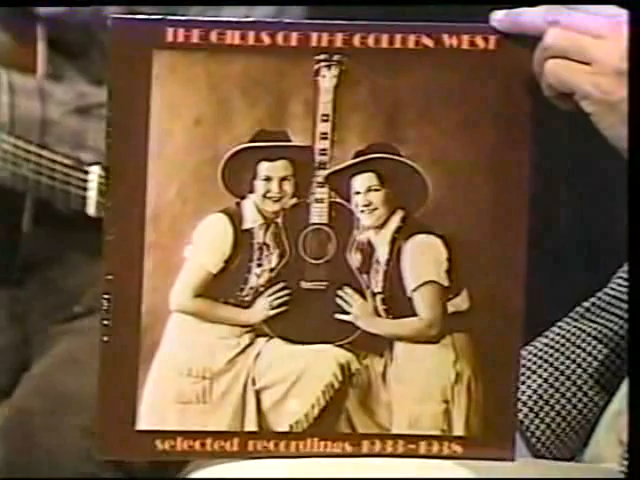 THE GIRLS OF THE GOLDEN WEST
selected recordings 1933-1938